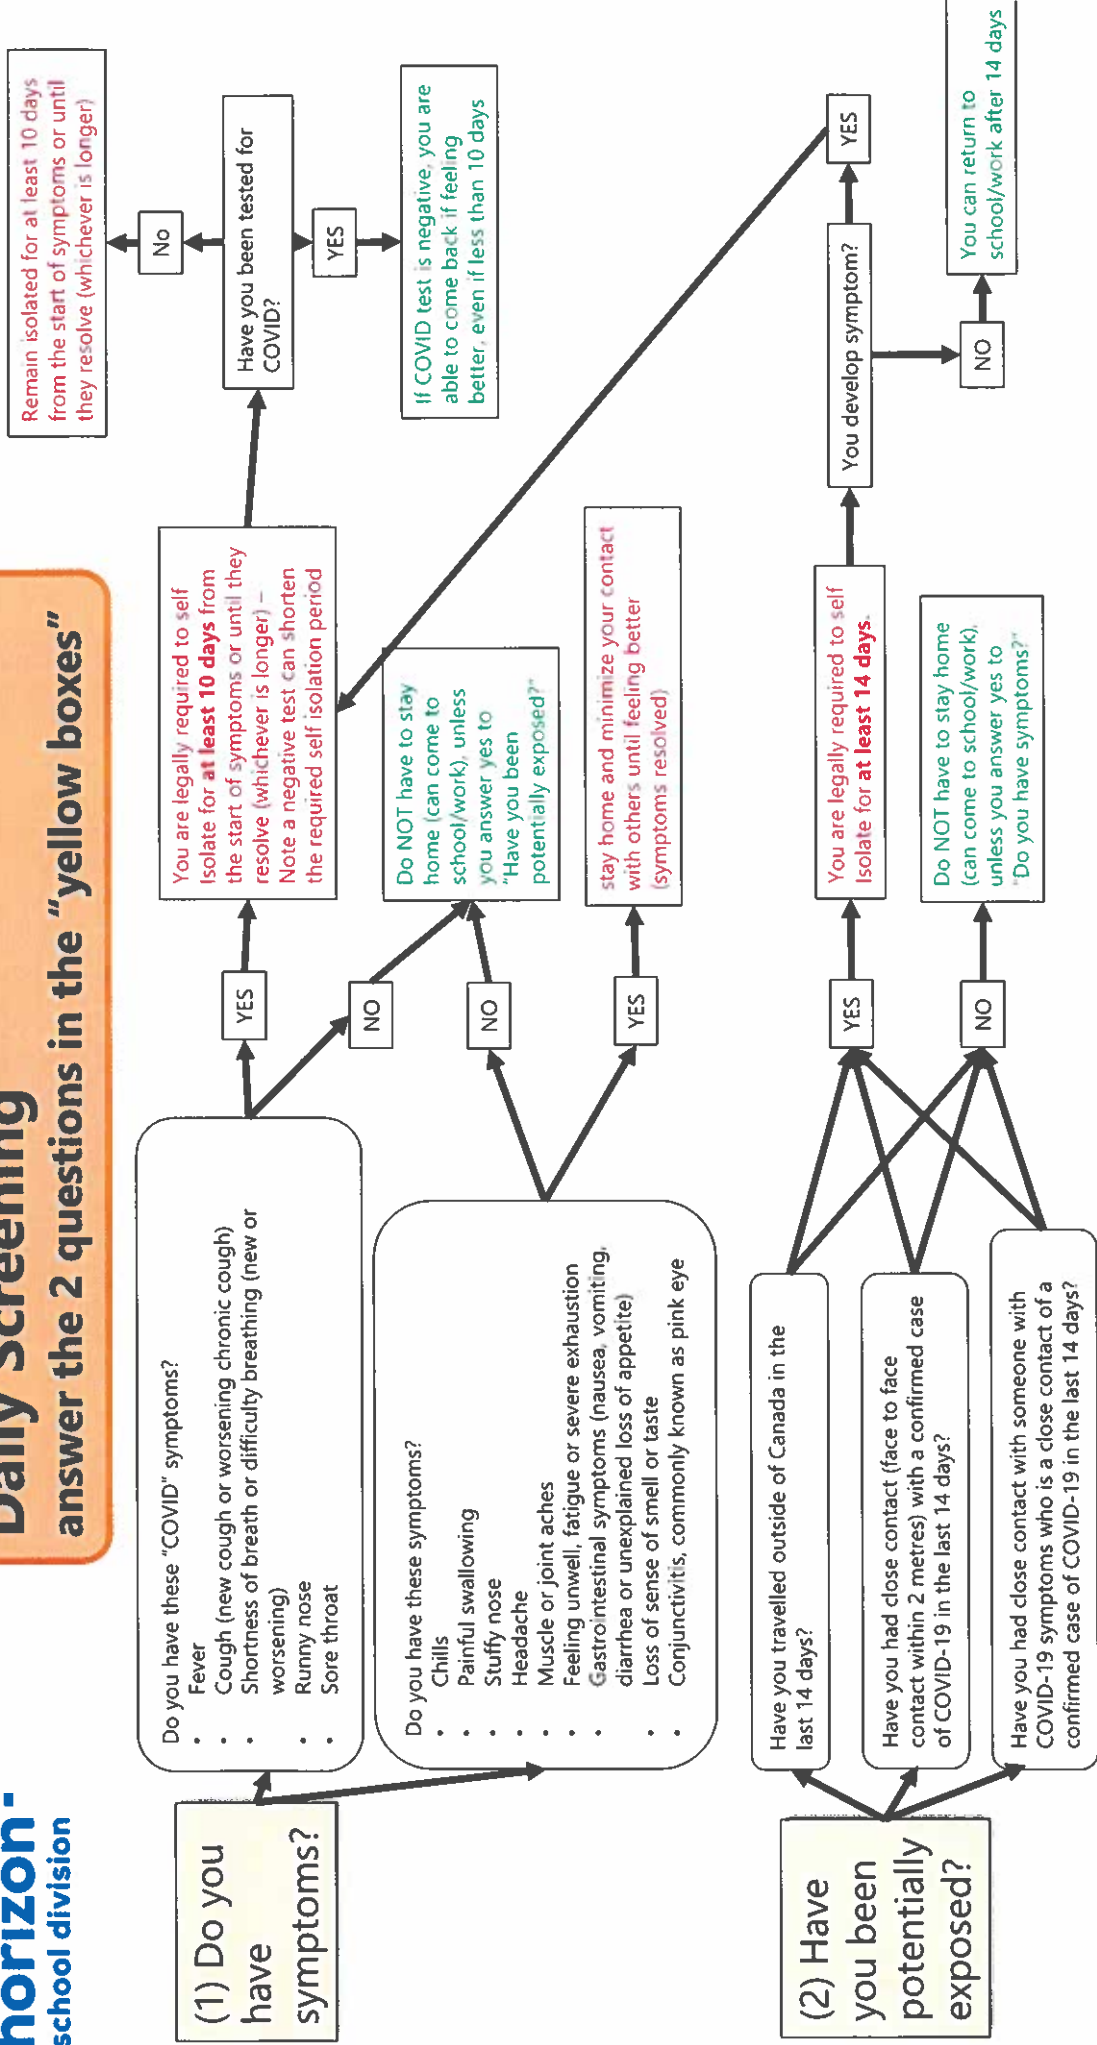 horizon
school division
Daily Screening
answer the 2 questions in the "yellow boxes"
(1) Do you
have
symptoms?
Do you have these "COVID" symptoms?
• Fever
• Cough (new cough or worsening chronic cough)
• Shortness of breath or difficulty breathing (new or
worsening)
• Runny nose
• Sore throat
YES
NO
You are legally required to self
Isolate for at least 10 days from
the start of symptoms or until they
resolve (whichever is longer) –
Note a negative test can shorten
the required self isolation period
Have you been tested for
COVID?
No
Remain isolated for at least 10 days
from the start of symptoms or until
they resolve (whichever is longer)
YES
If COVID test is negative, you are
able to come back if feeling
better, even if less than 10 days
Do you have these symptoms?
• Chills
• Painful swallowing
• Stuffy nose
• Headache
• Muscle or joint aches
• Feeling unwell, fatigue or severe exhaustion
• Gastrointestinal symptoms (nausea, vomiting,
diarrhea or unexplained loss of appetite)
• Loss of sense of smell or taste
• Conjunctivitis, commonly known as pink eye
NO
YES
Do NOT have to stay
home (can come to
school/work), unless
you answer yes to
"Have you been
potentially exposed?"
stay home and minimize your contact
with others until feeling better
(symptoms resolved)
(2) Have
you been
potentially
exposed?
Have you travelled outside of Canada in the
last 14 days?
Have you had close contact (face to face
contact within 2 metres) with a confirmed case
of COVID-19 in the last 14 days?
Have you had close contact with someone with
COVID-19 symptoms who is a close contact of a
confirmed case of COVID-19 in the last 14 days?
YES
NO
You are legally required to self
Isolate for at least 14 days.
Do NOT have to stay home
(can come to school/work),
unless you answer yes to
"Do you have symptoms?"
You develop symptom?
YES
NO
You can return to
school/work after 14 days